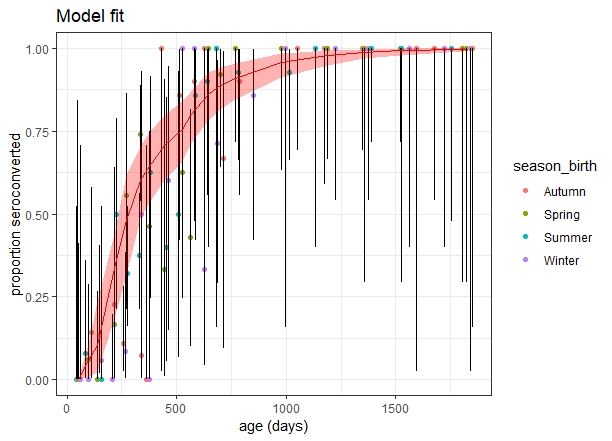 Model fit
proportion seroconverted
1.00
0.75
0.50
0.25
0.00
0
500
1000
1500
age (days)
season_birth
Autumn
Spring
Summer
Winter